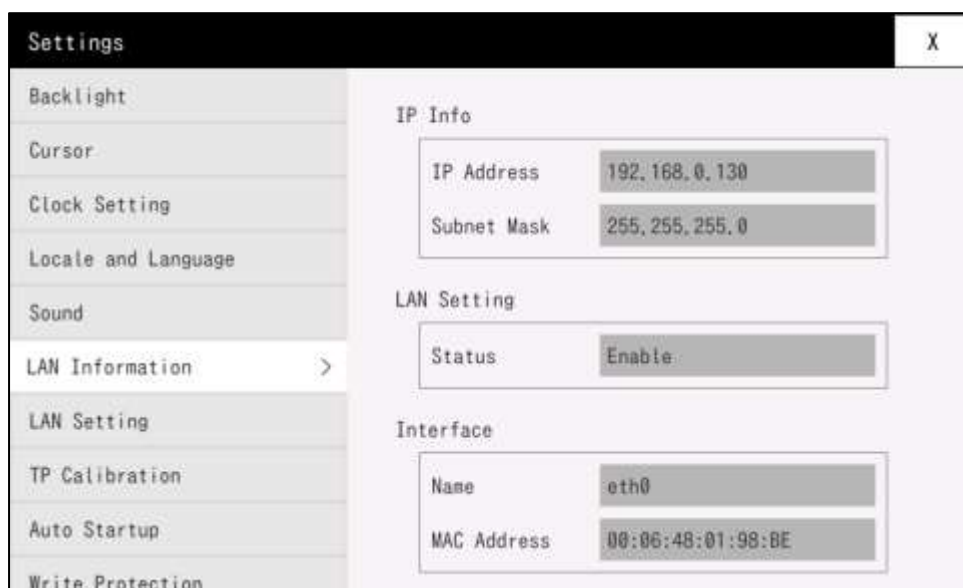 Settings
X
Backlight
Cursor
Clock Setting
Locale and Language
Sound
LAN Information >
LAN Setting
TP Calibration
Auto Startup
Write Protection
IP Info
IP Address 192.168.0.130
Subnet Mask 255.255.255.0
LAN Setting
Status Enable
Interface
Name eth0
MAC Address 00:06:48:01:98:BE